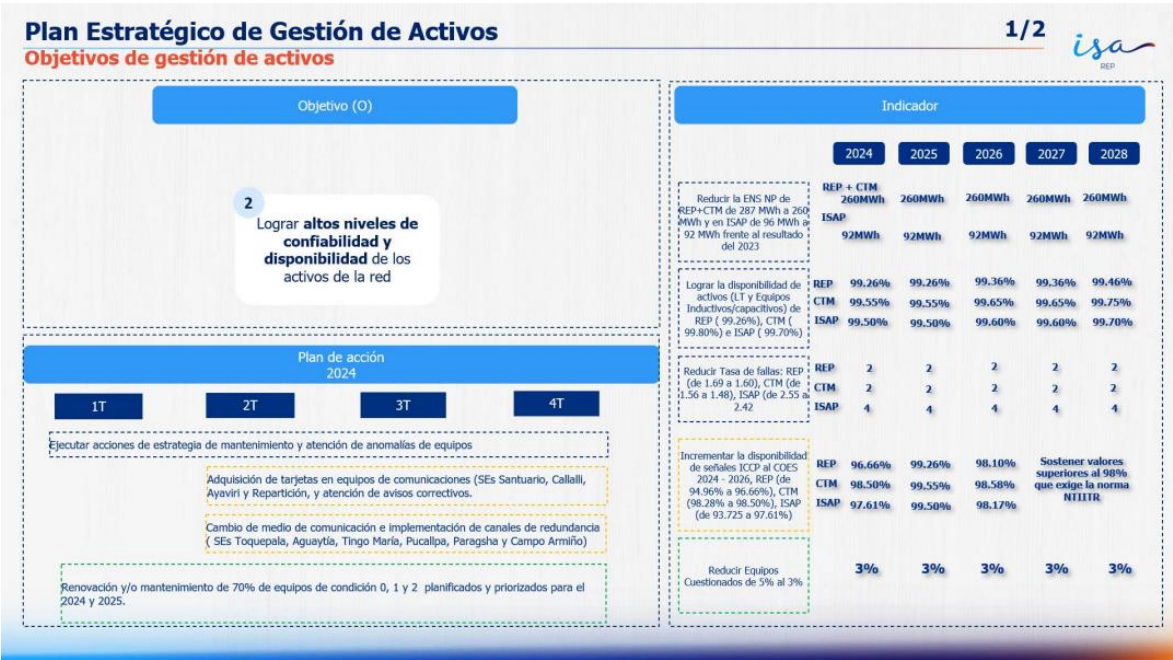 Plan Estratégico de Gestión de Activos
1/2
Objetivos de gestión de activos
isa
REP
Objetivo (O)
2
Lograr altos niveles de
confiabilidad y
disponibilidad de los
activos de la red
Plan de acción
2024
1T
2T
3T
4T
Ejecutar acciones de estrategia de mantenimiento y atención de anomalías de equipos
Adquisición de tarjetas en equipos de comunicaciones (SEs Santuario, Callalli,
Ayaviri y Repartición, y atención de avisos correctivos.
Cambio de medio de comunicación e implementación de canales de redundancia
( SEs Toquepala, Aguaytía, Tingo María, Pucallpa, Paragsha y Campo Armiño)
Renovación y/o mantenimiento de 70% de equipos de condición 0, 1 y 2 planificados y priorizados para el
2024 y 2025.
Indicador
2024 2025 2026 2027 2028
Reducir la ENS NP de
REP+CTM de 287 MWh a 260
MWh y en ISAP de 96 MWh a
92 MWh frente al resultado
del 2023
REP + CTM
260MWh 260MWh 260MWh 260MWh 260MWh
ISAP
92MWh 92MWh 92MWh 92MWh 92MWh
Lograr la disponibilidad de
activos (LT y Equipos
Inductivos/capacitivos) de
REP ( 99.26%), CTM (
99.80%) e ISAP ( 99.70%)
REP 99.26% 99.26% 99.36% 99.36% 99.46%
CTM 99.55% 99.55% 99.65% 99.65% 99.75%
ISAP 99.50% 99.50% 99.60% 99.60% 99.70%
Reducir Tasa de fallas: REP
(de 1.69 a 1.60), CTM (de
1.56 a 1.48), ISAP (de 2.55 a
2.42
REP 2 2 2 2 2
CTM 2 2 2 2 2
ISAP 4 4 4 4 4
Incrementar la disponibilidad
de señales ICCP al COES
2024 - 2026, REP (de
94.96% a 96.66%), CTM
(98.28% a 98.50%), ISAP
(de 93.725 a 97.61%)
REP 96.66% 99.26% 98.10%
CTM 98.50% 99.55% 98.58%
ISAP 97.61% 99.50% 98.17%
Sostener valores
superiores al 98%
que exige la norma
NTIITR
Reducir Equipos
Cuestionados de 5% al 3%
3% 3% 3% 3% 3%